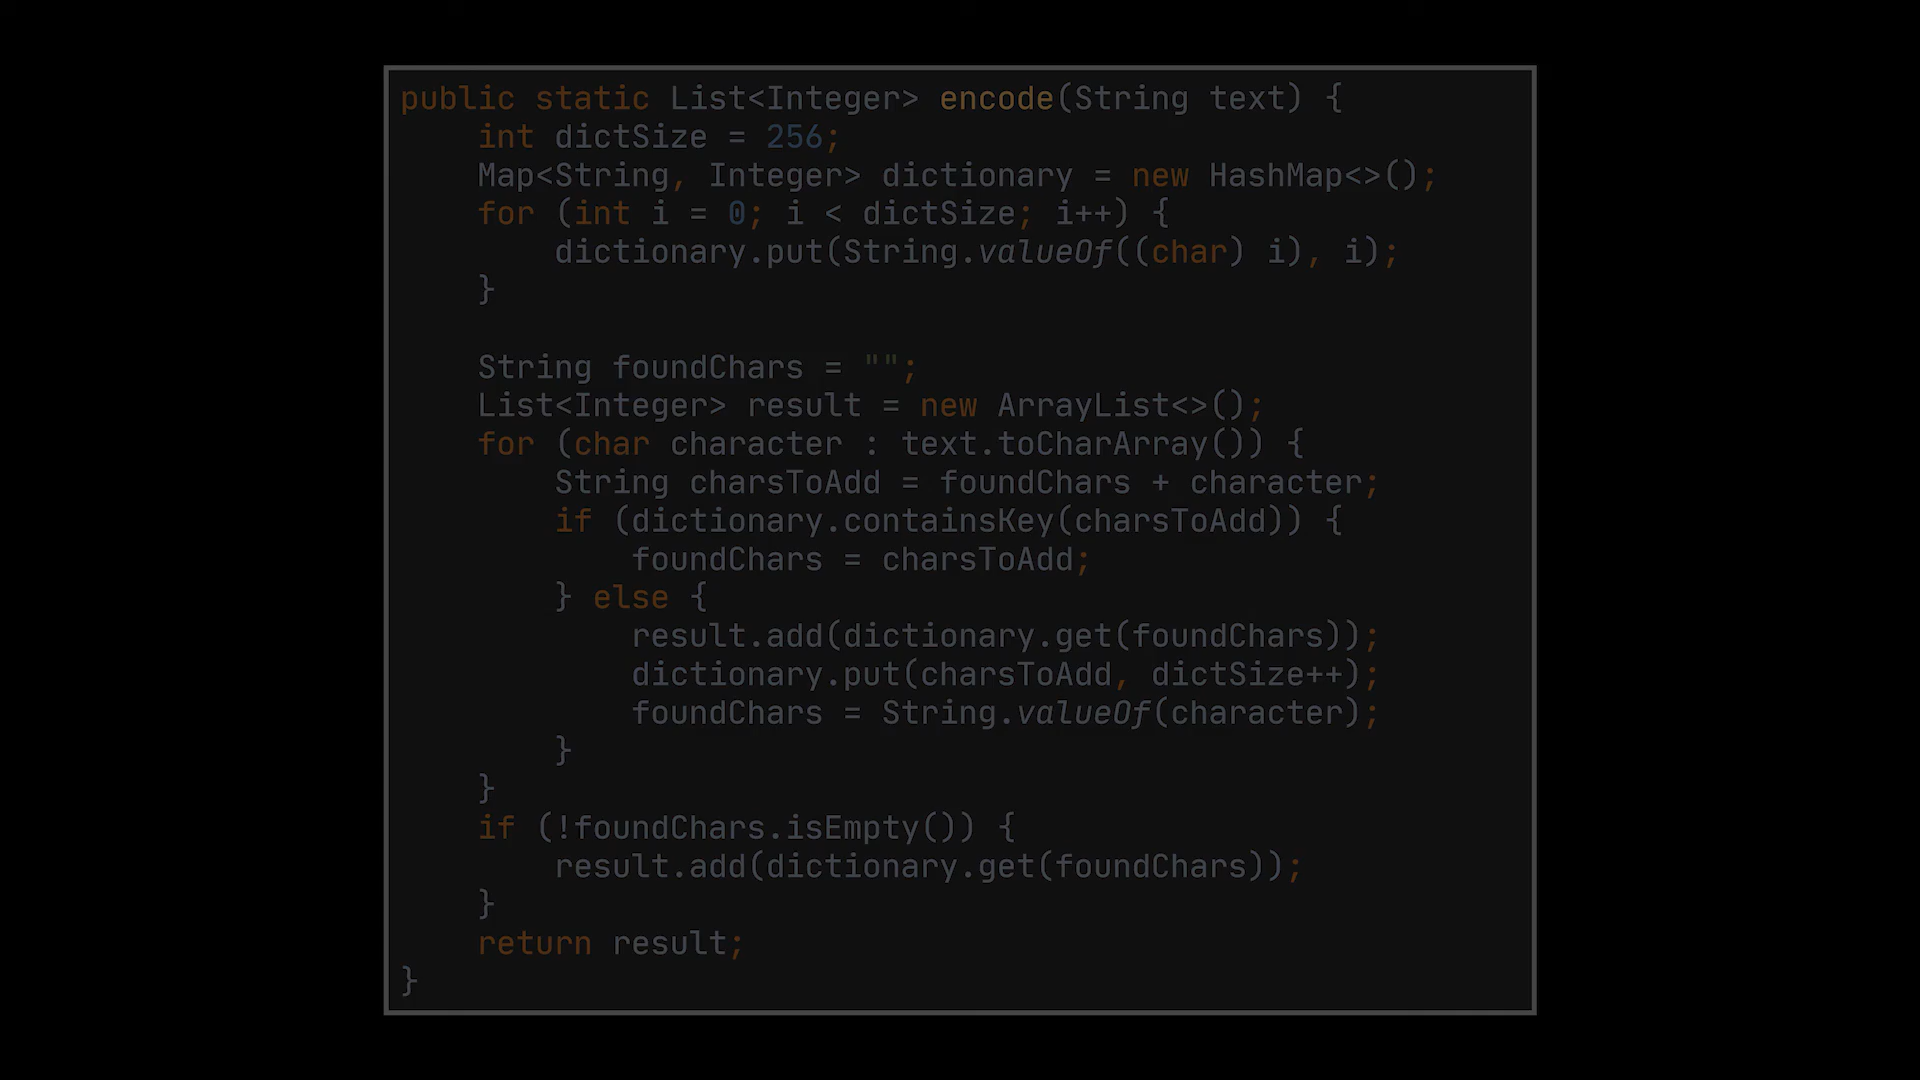 public static List<Integer> encode(String text) {
    int dictSize = 256;
    Map<String, Integer> dictionary = new HashMap<>();
    for (int i = 0; i < dictSize; i++) {
        dictionary.put(String.valueOf((char) i), i);
    }

    String foundChars = "";
    List<Integer> result = new ArrayList<>();
    for (char character : text.toCharArray()) {
        String charsToAdd = foundChars + character;
        if (dictionary.containsKey(charsToAdd)) {
            foundChars = charsToAdd;
        } else {
            result.add(dictionary.get(foundChars));
            dictionary.put(charsToAdd, dictSize++);
            foundChars = String.valueOf(character);
        }
    }
    if (!foundChars.isEmpty()) {
        result.add(dictionary.get(foundChars));
    }
    return result;
}